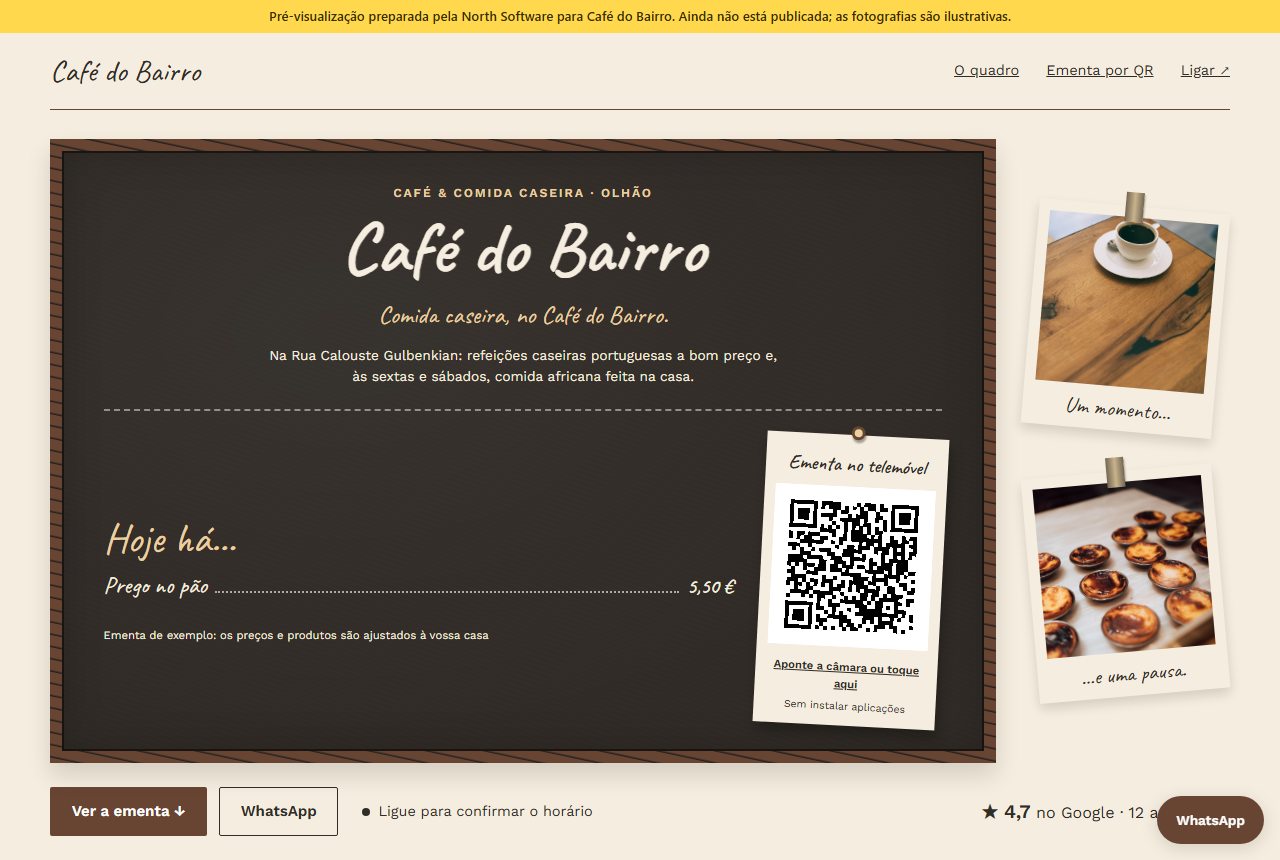 Pré-visualização preparada pela North Software para Café do Bairro. Ainda não está publicada; as fotografias são ilustrativas.
Café do Bairro
O quadro
Ementa por QR
Ligar ↗
CAFÉ & COMIDA CASEIRA · OLHÃO
Café do Bairro
Comida caseira, no Café do Bairro.
Na Rua Calouste Gulbenkian: refeições caseiras portuguesas a bom preço e,
às sextas e sábados, comida africana feita na casa.
Hoje há...
Prego no pão 5,50 €
Ementa de exemplo: os preços e produtos são ajustados à vossa casa
Ementa no telemóvel
Aponte a câmara ou toque
aqui
Sem instalar aplicações
Um momento...
...e uma pausa.
Ver a ementa ↓
WhatsApp
Ligue para confirmar o horário
★ 4,7 no Google · 12 a
WhatsApp